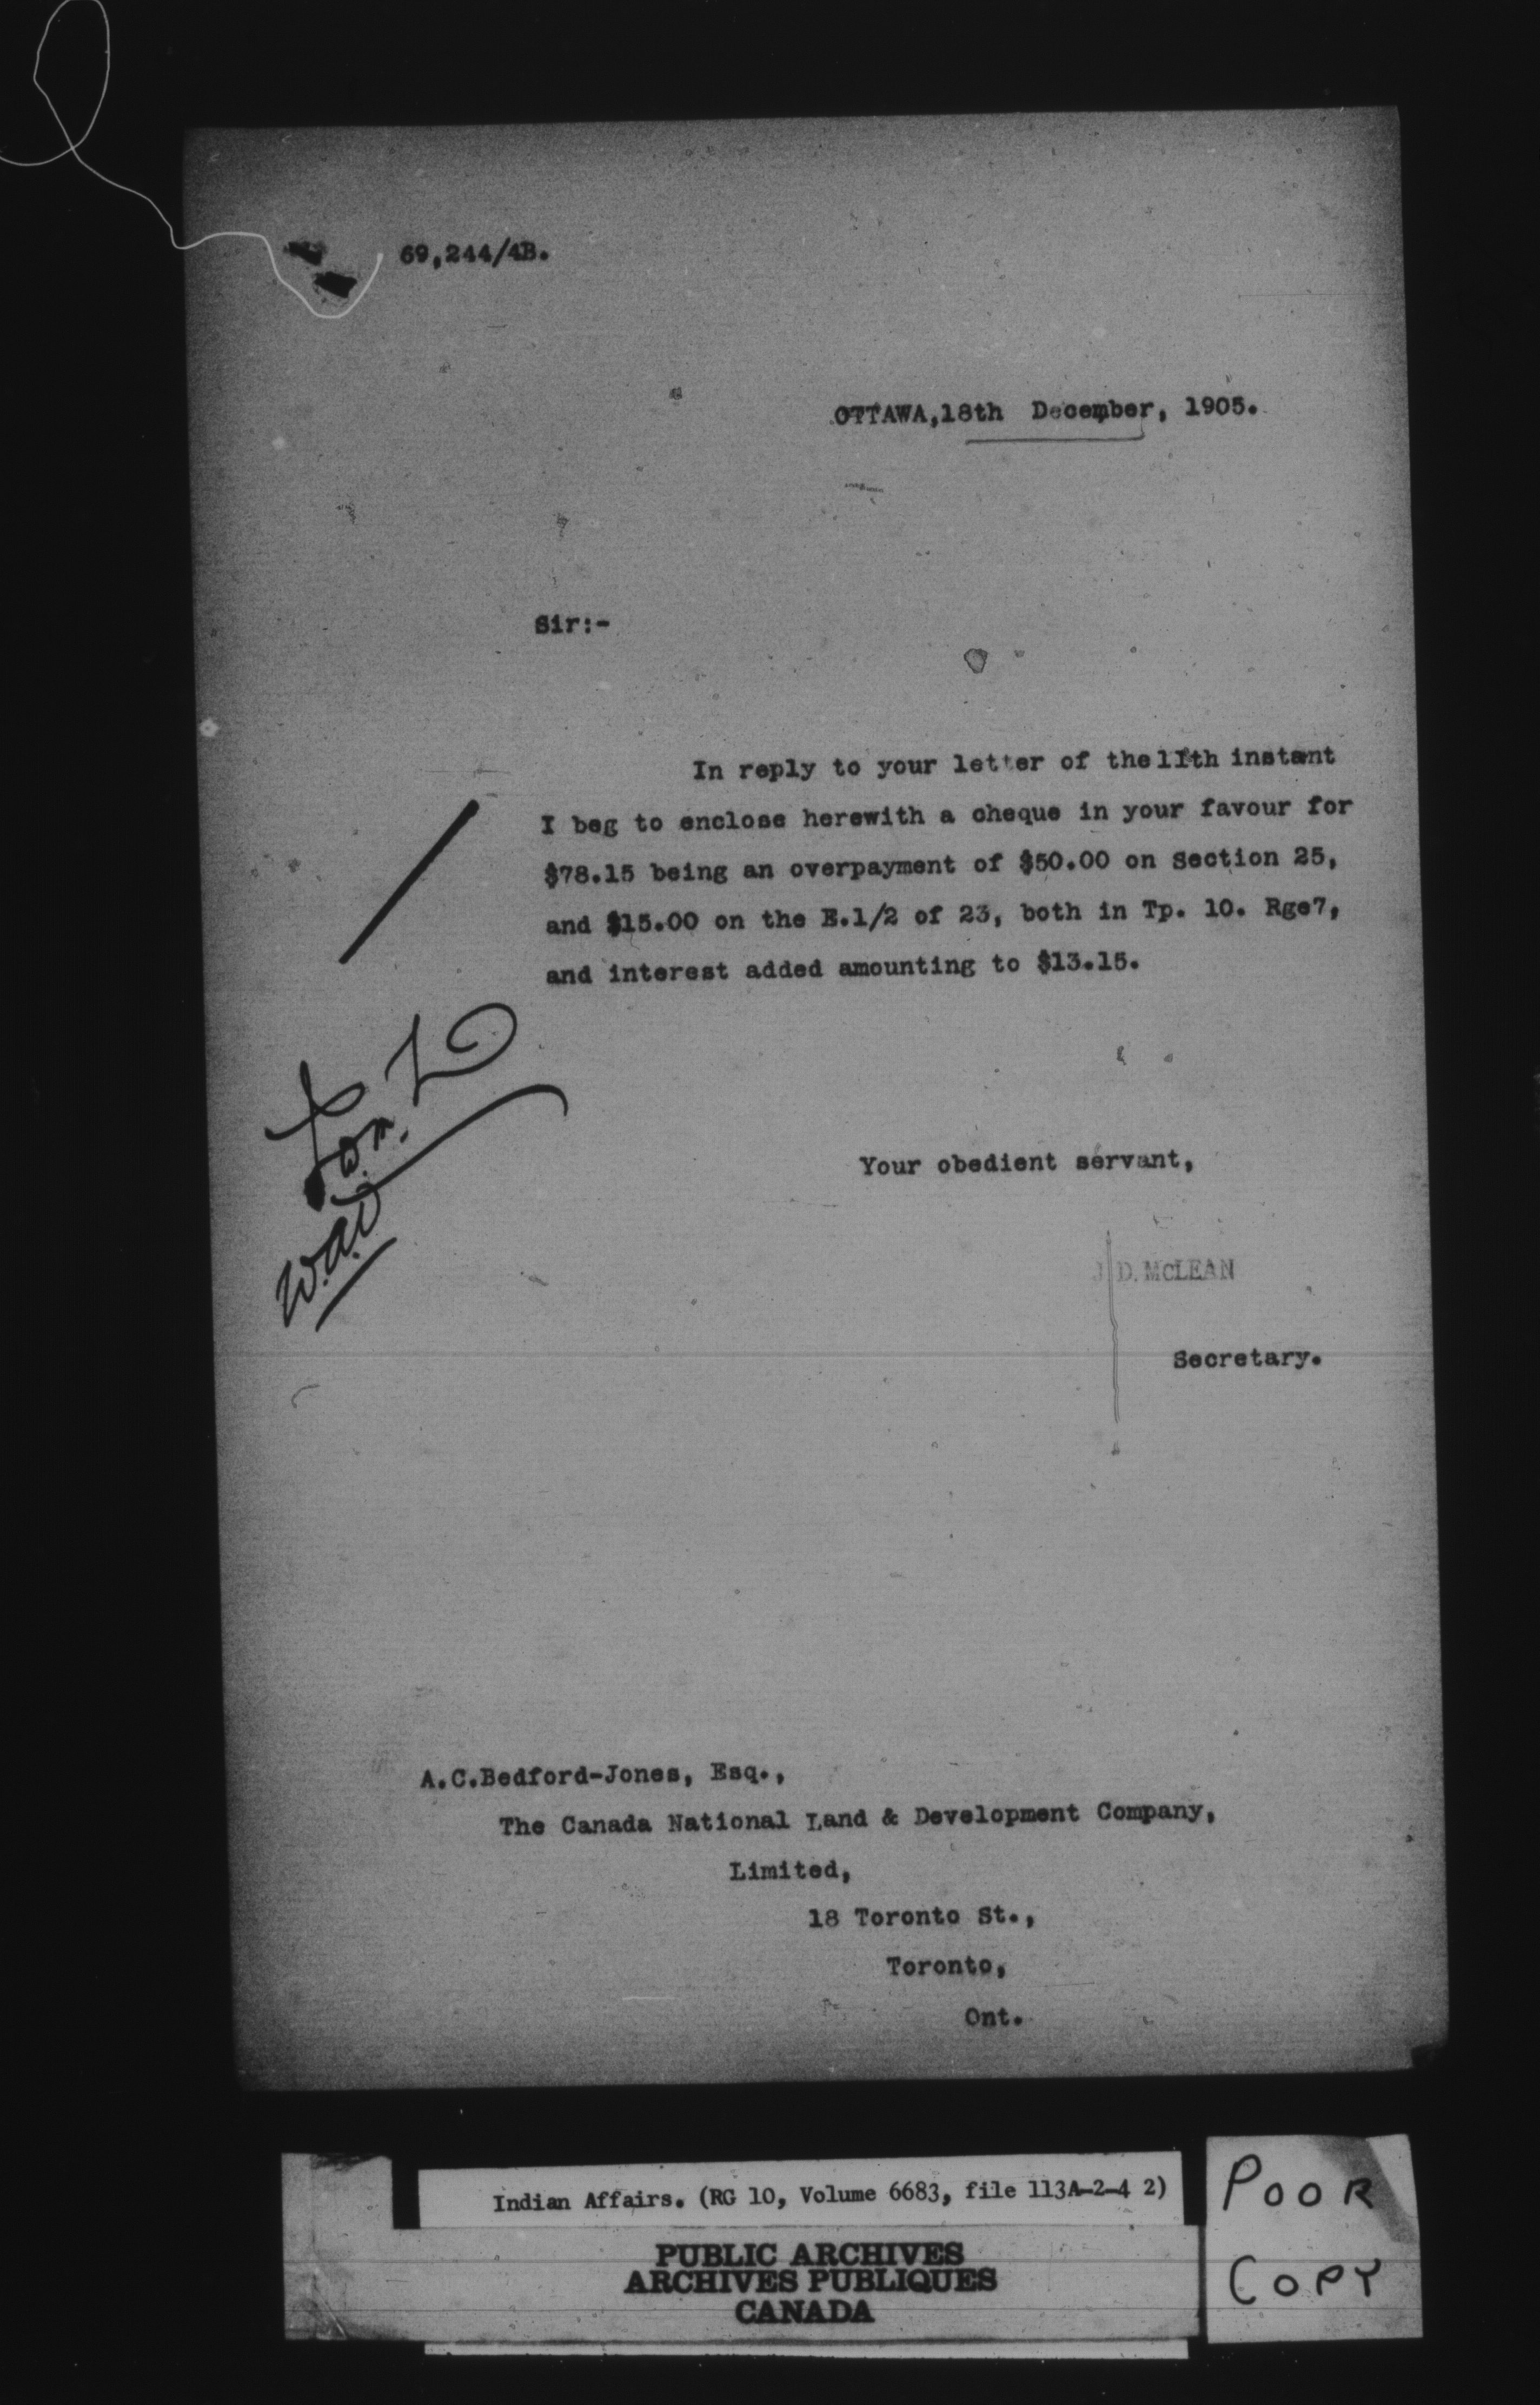 69,244/4B.
OTTAWA,18th December, 1905.
Sir:-
In reply to your letter of the 11th instant
I beg to enclose herewith a cheque in your favour for
$78.15 being an overpayment of $50.00 on Section 25,
and $15.00 on the E.1/2 of 23, both in Tp. 10. Rge7,
and interest added amounting to $13.15.
Your obedient servant,
J D. McLEAN
Secretary.
W.A.
A.C.Bedford-Jones, Esq.,
The Canada National Land & Development Company,
Limited,
18 Toronto St.,
Toronto,
Ont.
Indian Affairs. (RG 10, Volume 6683, file 113A-2-4 2)
PUBLIC ARCHIVES
ARCHIVES PUBLIQUES
CANADA
POOR
COPY